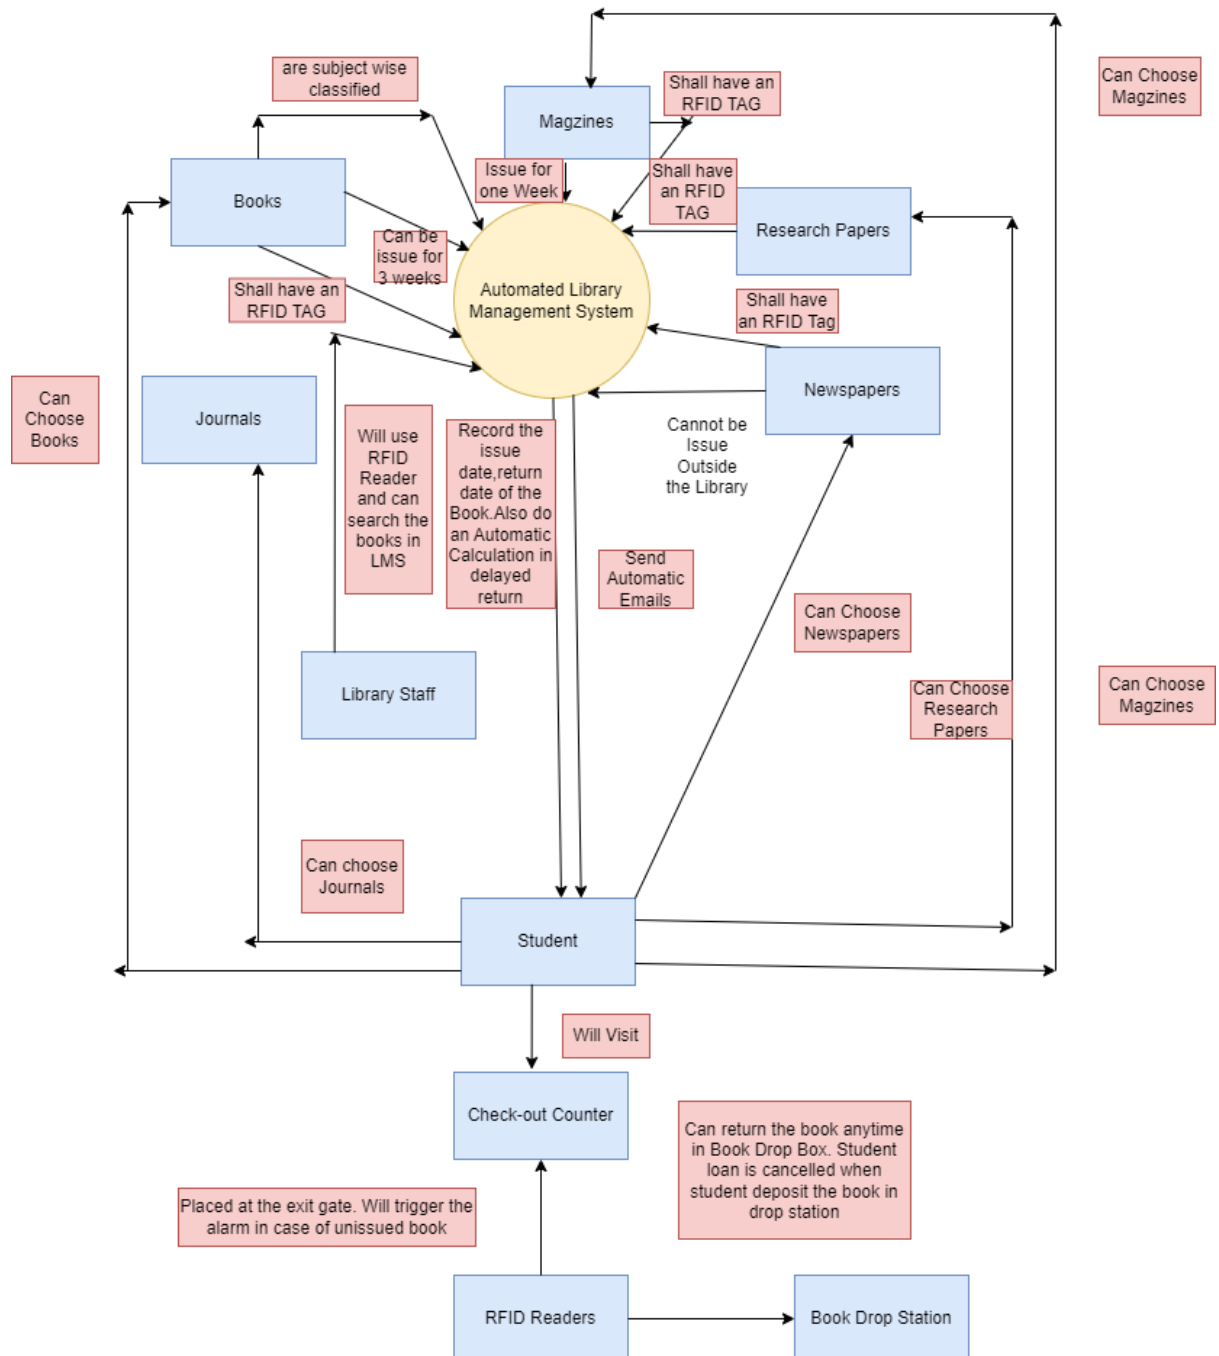 are subject wise
classified
Can Choose
Magzines
Shall have an
RFID TAG
Magzines
Issue for
one Week
Shall have
an RFID
TAG
Books
Research Papers
Can be
issue for
3 weeks
Shall have an
RFID TAG
Automated Library
Management System
Shall have
an RFID Tag
Newspapers
Can
Choose
Books
Journals
Will use
RFID
Reader
and can
search the
books in
LMS
Record the
issue
date,return
date of the
Book.Also do
an Automatic
Calculation in
delayed
return
Cannot be
Issue
Outside
the Library
Send
Automatic
Emails
Can Choose
Newspapers
Library Staff
Can Choose
Research
Papers
Can Choose
Magzines
Can choose
Journals
Student
Will Visit
Check-out Counter
Can return the book anytime
in Book Drop Box. Student
loan is cancelled when
student deposit the book in
drop station
Placed at the exit gate. Will trigger the
alarm in case of unissued book
RFID Readers
Book Drop Station